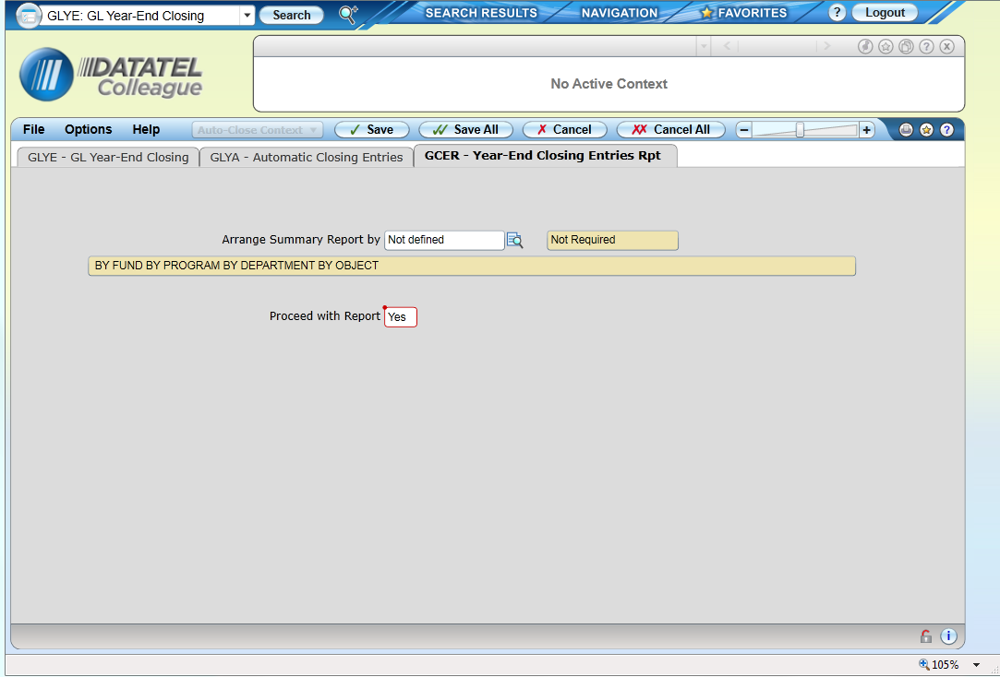 GLYE: GL Year-End Closing Search SEARCH RESULTS NAVIGATION FAVORITES ? Logout
DATATEL
Colleague
No Active Context
File Options Help Auto-Close Context Save Save All Cancel Cancel All
GLYE - GL Year-End Closing GLYA - Automatic Closing Entries GCER - Year-End Closing Entries Rpt
Arrange Summary Report by Not defined Not Required
BY FUND BY PROGRAM BY DEPARTMENT BY OBJECT
Proceed with Report Yes
105%